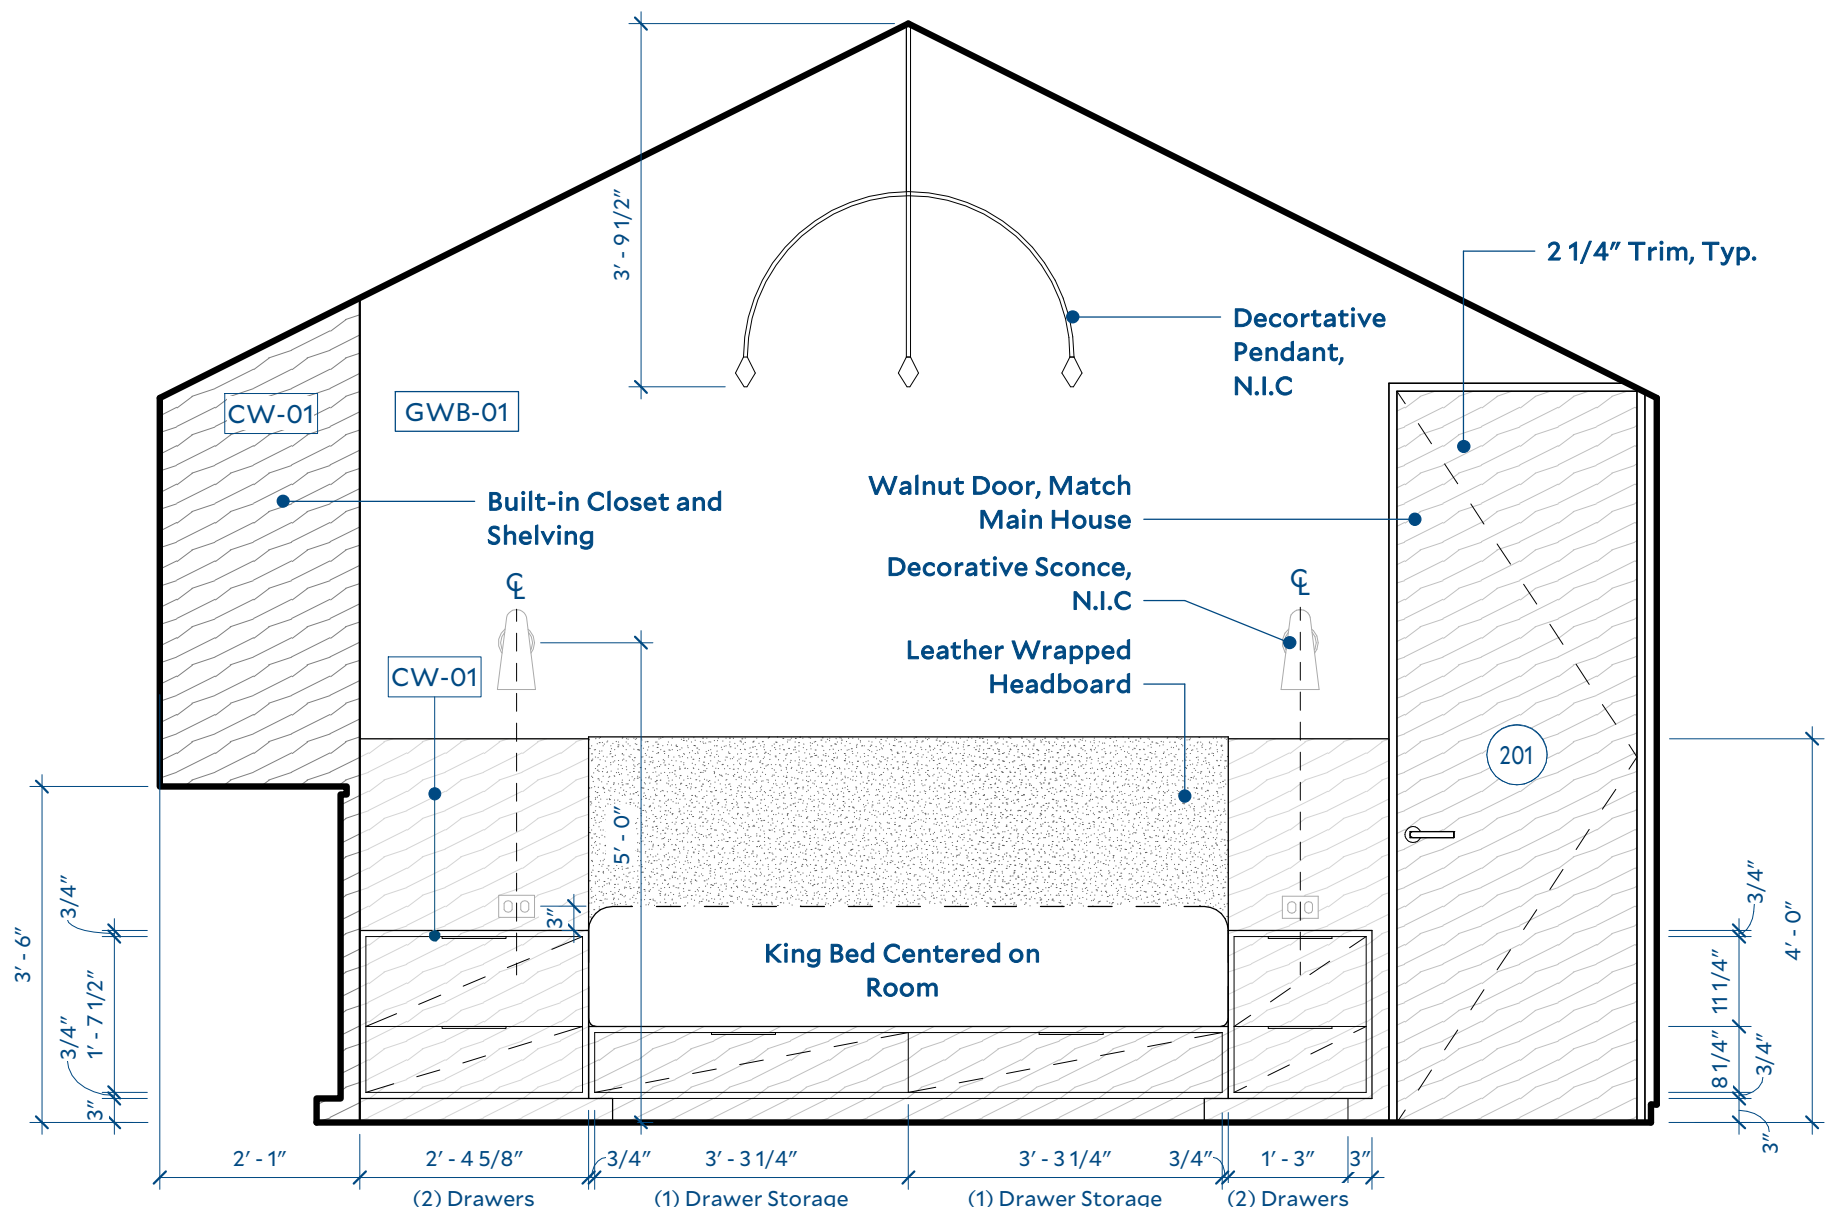 3′ - 9 1/2″
2 1/4″ Trim, Typ.
Decortative
Pendant,
N.I.C
CW-01
GWB-01
Built-in Closet and
Shelving
Walnut Door, Match
Main House
Decorative Sconce,
N.I.C
Leather Wrapped
Headboard
℄
℄
CW-01
201
5′ - 0″
3″
King Bed Centered on
Room
3′ - 6″
3/4″
1′ - 7 1/2″
3/4″
3″
3/4″
11 1/4″
8 1/4″
3/4″
3″
4′ - 0″
2′ - 1″
2′ - 4 5/8″
3/4″
3′ - 3 1/4″
3′ - 3 1/4″
3/4″
1′ - 3″
3″
(2) Drawers
(1) Drawer Storage
(1) Drawer Storage
(2) Drawers